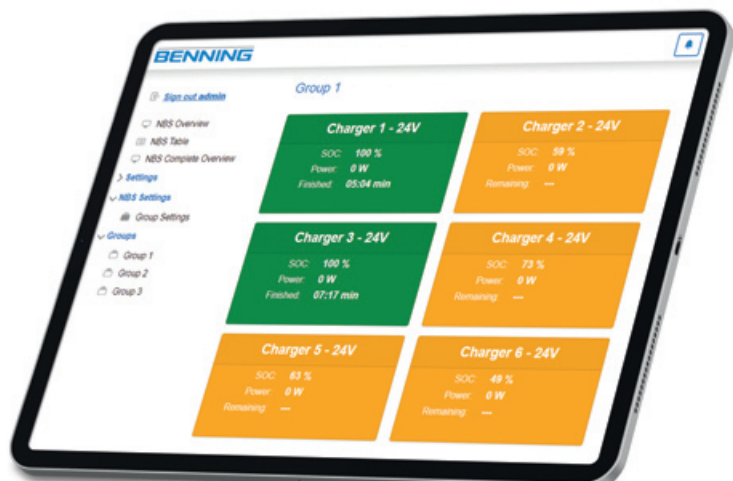 BENNING
Sign out admin
NBS Overview
NBS Table
NBS Complete Overview
Settings
NBS Settings
Group Settings
Groups
Group 1
Group 2
Group 3
Group 1
Charger 1 - 24V
SOC: 100 %
Power: 0 W
Finished: 05:04 min
Charger 2 - 24V
SOC: 59 %
Power: 0 W
Remaining: ---
Charger 3 - 24V
SOC: 100 %
Power: 0 W
Finished: 07:17 min
Charger 4 - 24V
SOC: 73 %
Power: 0 W
Remaining: ---
Charger 5 - 24V
SOC: 63 %
Power: 0 W
Remaining: ---
Charger 6 - 24V
SOC: 49 %
Power: 0 W
Remaining: ---